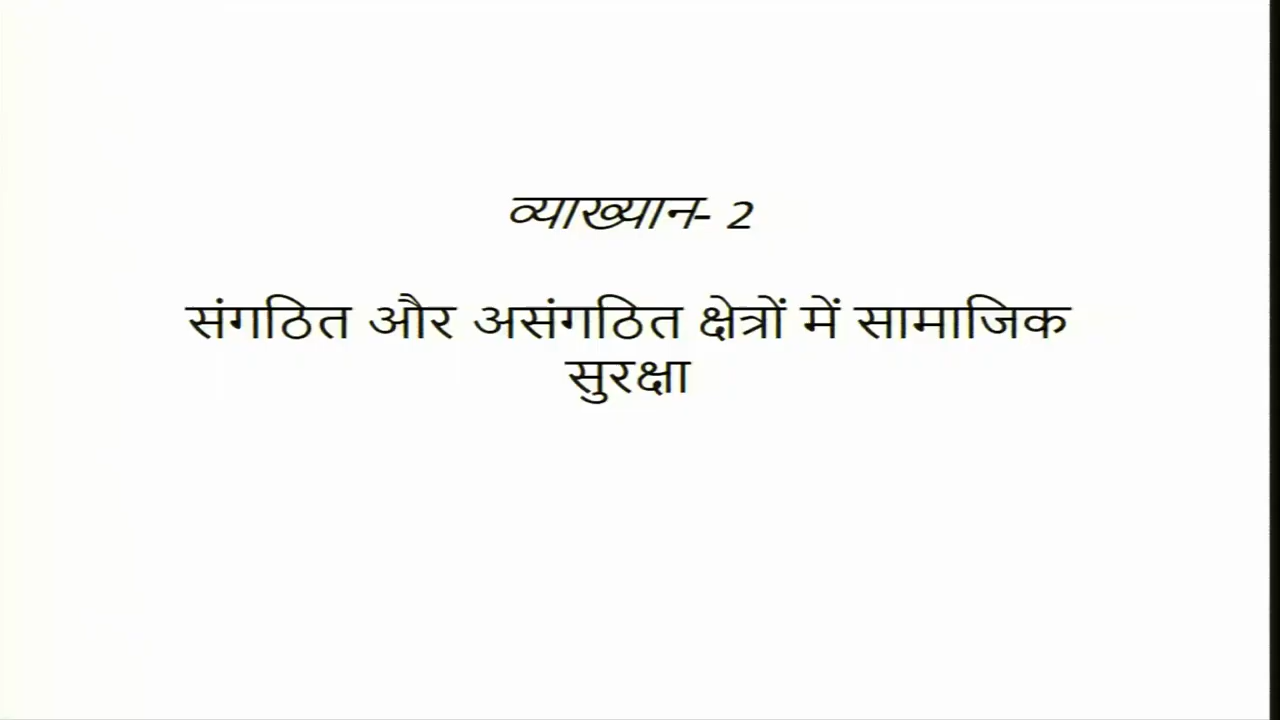 व्याख्यान- 2
संगठित और असंगठित क्षेत्रों में सामाजिक
सुरक्षा